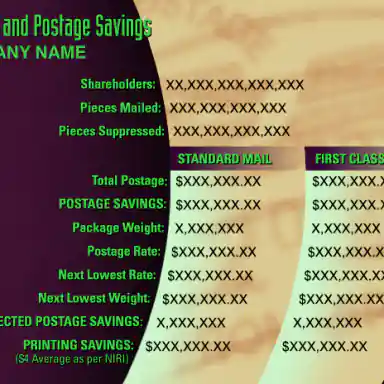 and Postage Savings
ANY NAME
Shareholders: XX,XXX,XXX,XXX,XXX
Pieces Mailed: XXX,XXX,XXX,XXX
Pieces Suppressed: XXX,XXX,XXX,XXX
STANDARD MAIL FIRST CLASS
Total Postage: $XXX,XXX.XX $XXX,XXX.X
POSTAGE SAVINGS: $XXX,XXX.XX $XXX,XXX.X
Package Weight: X,XXX,XXX X,XXX,XXX
Postage Rate: $XXX,XXX.XX $XXX,XXX.X
Next Lowest Rate: $XXX,XXX.XX $XXX,XXX.XX
Next Lowest Weight: $XXX,XXX.XX $XXX,XXX.XX
ECTED POSTAGE SAVINGS: X,XXX,XXX X,XXX,XXX
PRINTING SAVINGS: $XXX,XXX.XX $XXX,XXX.XX
($4 Average as per NIRI)